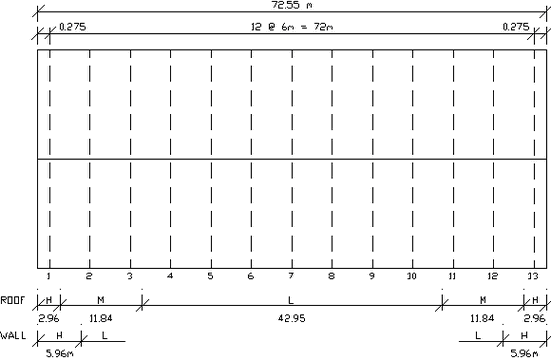 72.55 m
0.275 12 @ 6m = 72m 0.275
1 2 3 4 5 6 7 8 9 10 11 12 13
ROOF H M L M H
2.96 11.84 42.95 11.84 2.96
WALL H L L H
5.96m 5.96m